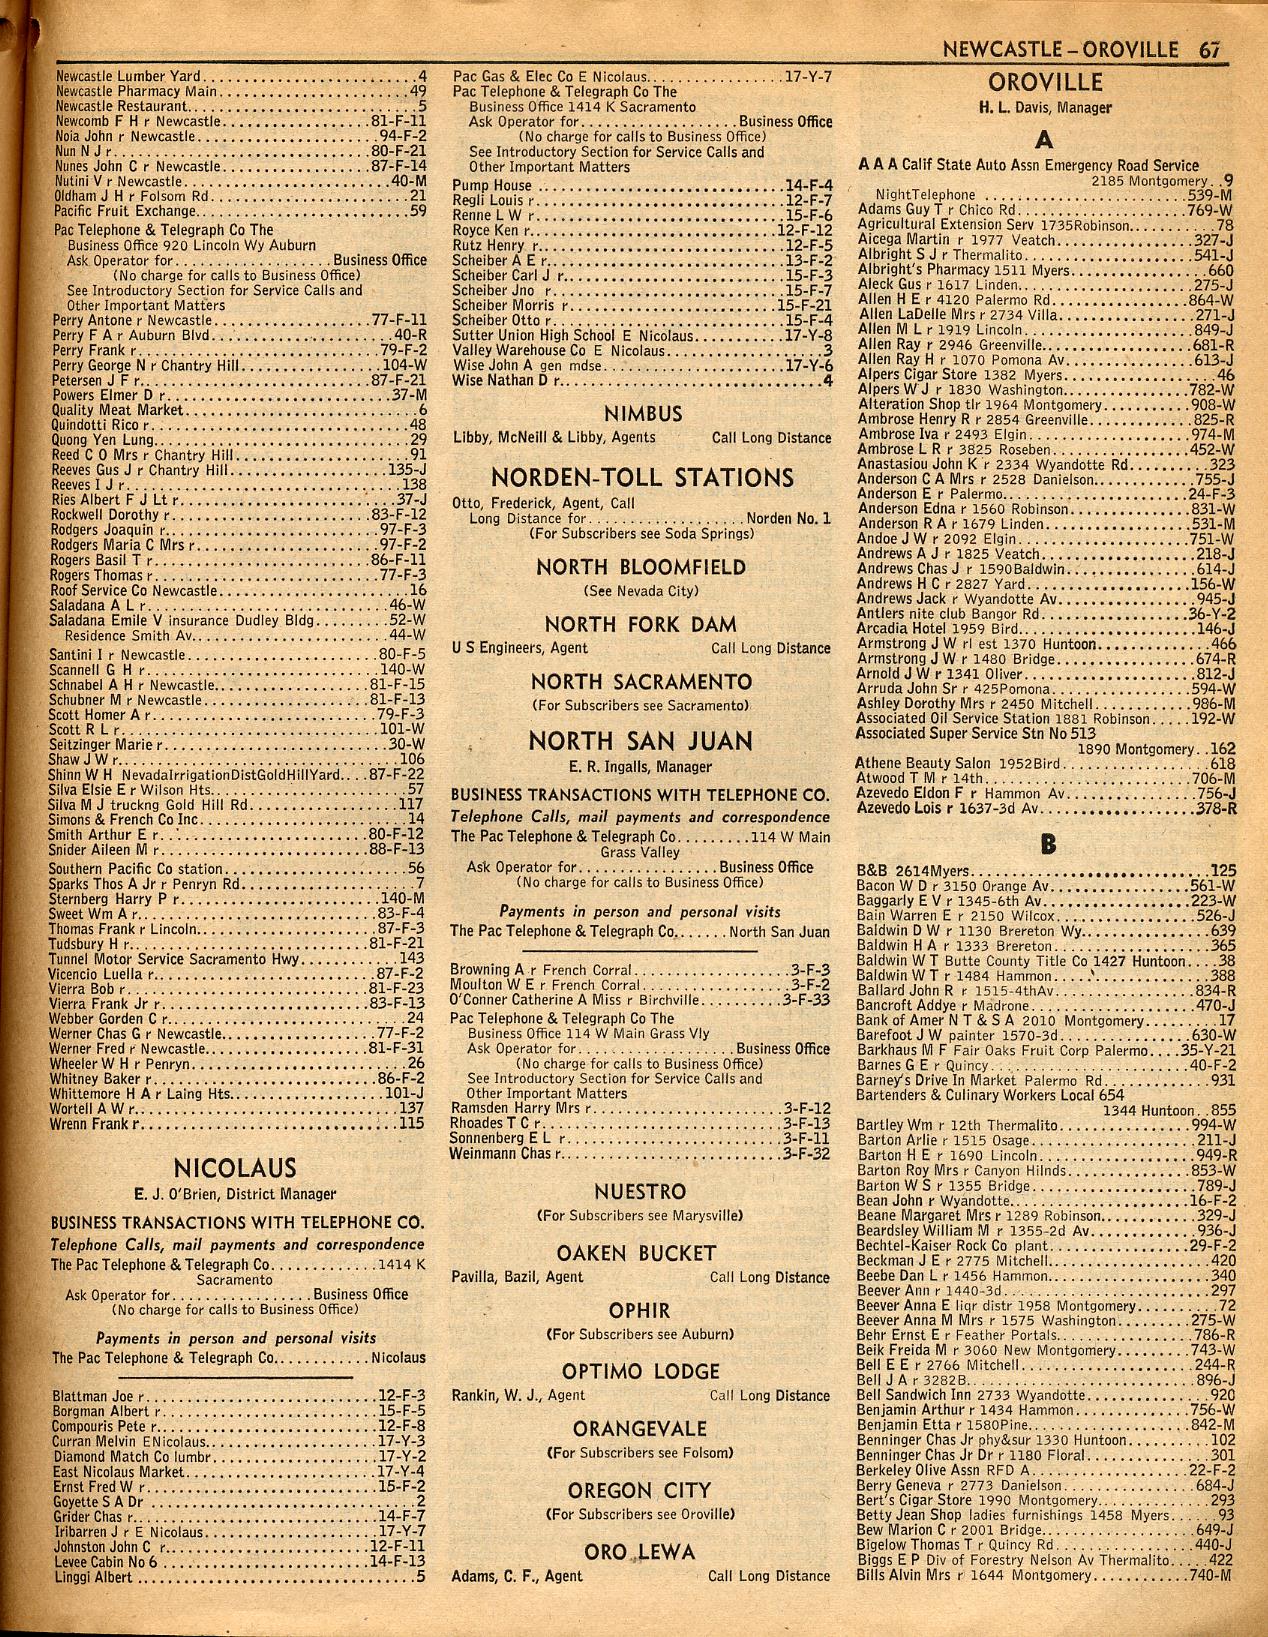 NEWCASTLE – OROVILLE 67
Newcastle Lumber Yard 4
Newcastle Pharmacy Main 49
Newcastle Restaurant 5
Newcomb F H r Newcastle 81-F-11
Noia John r Newcastle 94-F-2
Nun N J r 80-F-21
Nunes John C r Newcastle 87-F-14
Nutini V r Newcastle 40-M
Oldham J H r Folsom Rd 21
Pacific Fruit Exchange 59
Pac Telephone & Telegraph Co The
Business Office 920 Lincoln Wy Auburn
Ask Operator for Business Office
(No charge for calls to Business Office)
See Introductory Section for Service Calls and
Other Important Matters
Perry Antone r Newcastle 77-F-11
Perry F A r Auburn Blvd 40-R
Perry Frank r 79-F-2
Perry George N r Chantry Hill 104-W
Petersen J F r 87-F-21
Powers Elmer D r 37-M
Quality Meat Market 6
Quindotti Rico r 48
Quong Yen Lung 29
Reed C O Mrs r Chantry Hill 91
Reeves Gus J r Chantry Hill 135-J
Reeves I J r 138
Ries Albert F J Lt r 37-J
Rockwell Dorothy r 83-F-12
Rodgers Joaquin r 97-F-3
Rodgers Maria C Mrs r 97-F-2
Rogers Basil T r 86-F-11
Rogers Thomas r 77-F-3
Roof Service Co Newcastle 16
Saladana A L r 46-W
Saladana Emile V insurance Dudley Bldg 52-W
Residence Smith Av 44-W
Santini I r Newcastle 80-F-5
Scannell G H r 140-W
Schnabel A H r Newcastle 81-F-15
Schubner M r Newcastle 81-F-13
Scott Homer A r 79-F-3
Scott R L r 101-W
Seitzinger Marie r 30-W
Shaw J W r 106
Shinn W H NevadaIrrigationDistGoldHillYard 87-F-22
Silva Elsie E r Wilson Hts 57
Silva M J truckng Gold Hill Rd 117
Simons & French Co Inc 14
Smith Arthur E r 80-F-12
Snider Aileen M r 88-F-13
Southern Pacific Co station 56
Sparks Thos A Jr r Penryn Rd 7
Sternberg Harry P r 140-M
Sweet Wm A r 83-F-4
Thomas Frank r Lincoln 87-F-3
Tudsbury H r 81-F-21
Tunnel Motor Service Sacramento Hwy 143
Vicencio Luella r 87-F-2
Vierra Bob r 81-F-23
Vierra Frank Jr r 83-F-13
Webber Gorden C r 24
Werner Chas G r Newcastle 77-F-2
Werner Fred r Newcastle 81-F-31
Wheeler W H r Penryn 26
Whitney Baker r 86-F-2
Whittemore H A r Laing Hts 101-J
Wortell A W r 137
Wrenn Frank r 115
NICOLAUS
E. J. O'Brien, District Manager
BUSINESS TRANSACTIONS WITH TELEPHONE CO.
Telephone Calls, mail payments and correspondence
The Pac Telephone & Telegraph Co. 1414 K
Sacramento
Ask Operator for Business Office
(No charge for calls to Business Office)
Payments in person and personal visits
The Pac Telephone & Telegraph Co. Nicolaus
Blattman Joe r 12-F-3
Borgman Albert r 15-F-5
Compouris Pete r 12-F-8
Curran Melvin ENicolaus 17-Y-3
Diamond Match Co lumbr 17-Y-2
East Nicolaus Market 17-Y-4
Ernst Fred W r 15-F-2
Goyette S A Dr 2
Grider Chas r 14-F-7
Iribarren J r E Nicolaus 17-Y-7
Johnston John C r 12-F-11
Levee Cabin No 6 14-F-13
Linggi Albert 5
Pac Gas & Elec Co E Nicolaus 17-Y-7
Pac Telephone & Telegraph Co The
Business Office 1414 K Sacramento
Ask Operator for Business Office
(No charge for calls to Business Office)
See Introductory Section for Service Calls and
Other Important Matters
Pump House 14-F-4
Regli Louis r 12-F-7
Renne L W r 15-F-6
Royce Ken r 12-F-12
Rutz Henry r 12-F-5
Scheiber A E r 13-F-2
Scheiber Carl J r 15-F-3
Scheiber Jno r 15-F-7
Scheiber Morris r 15-F-21
Scheiber Otto r 15-F-4
Sutter Union High School E Nicolaus 17-Y-8
Valley Warehouse Co E Nicolaus 3
Wise John A gen mdse 17-Y-6
Wise Nathan D r 4
NIMBUS
Libby, McNeill & Libby, Agents Call Long Distance
NORDEN-TOLL STATIONS
Otto, Frederick, Agent, Call
Long Distance for Norden No. 1
(For Subscribers see Soda Springs)
NORTH BLOOMFIELD
(See Nevada City)
NORTH FORK DAM
U S Engineers, Agent Call Long Distance
NORTH SACRAMENTO
(For Subscribers see Sacramento)
NORTH SAN JUAN
E. R. Ingalls, Manager
BUSINESS TRANSACTIONS WITH TELEPHONE CO.
Telephone Calls, mail payments and correspondence
The Pac Telephone & Telegraph Co. 114 W Main
Grass Valley
Ask Operator for Business Office
(No charge for calls to Business Office)
Payments in person and personal visits
The Pac Telephone & Telegraph Co. North San Juan
Browning A r French Corral 3-F-3
Moulton W E r French Corral 3-F-2
O'Conner Catherine A Miss r Birchville 3-F-33
Pac Telephone & Telegraph Co The
Business Office 114 W Main Grass Vly
Ask Operator for Business Office
(No charge for calls to Business Office)
See Introductory Section for Service Calls and
Other Important Matters
Ramsden Harry Mrs r 3-F-12
Rhoades T C r 3-F-13
Sonnenberg E L r 3-F-11
Weinmann Chas r 3-F-32
NUESTRO
(For Subscribers see Marysville)
OAKEN BUCKET
Pavilla, Bazil, Agent Call Long Distance
OPHIR
(For Subscribers see Auburn)
OPTIMO LODGE
Rankin, W. J., Agent Call Long Distance
ORANGEVALE
(For Subscribers see Folsom)
OREGON CITY
(For Subscribers see Oroville)
ORO LEWA
Adams, C. F., Agent Call Long Distance
OROVILLE
H. L. Davis, Manager
A
A A A Calif State Auto Assn Emergency Road Service
2185 Montgomery 9
NightTelephone 539-M
Adams Guy T r Chico Rd 769-W
Agricultural Extension Serv 1735Robinson 78
Aicega Martin r 1977 Veatch 327-J
Albright S J r Thermalito 541-J
Albright's Pharmacy 1511 Myers 660
Aleck Gus r 1617 Linden 275-J
Allen H E r 4120 Palermo Rd 864-W
Allen LaDelle Mrs r 2734 Villa 271-J
Allen M L r 1919 Lincoln 849-J
Allen Ray r 2946 Greenville 681-R
Allen Ray H r 1070 Pomona Av 613-J
Alpers Cigar Store 1382 Myers 46
Alpers W J r 1830 Washington 782-W
Alteration Shop tlr 1964 Montgomery 908-W
Ambrose Henry R r 2854 Greenville 825-R
Ambrose Iva r 2493 Elgin 974-M
Ambrose L R r 3825 Roseben 452-W
Anastasiou John K r 2334 Wyandotte Rd 323
Anderson C A Mrs r 2528 Danielson 755-J
Anderson E r Palermo 24-F-3
Anderson Edna r 1560 Robinson 831-W
Anderson R A r 1679 Linden 531-M
Andoe J W r 2092 Elgin 751-W
Andrews A J r 1825 Veatch 218-J
Andrews Chas J r 1590Baldwin 614-J
Andrews H C r 2827 Yard 156-W
Andrews Jack r Wyandotte Av 945-J
Antlers nite club Bangor Rd 36-Y-2
Arcadia Hotel 1959 Bird 146-J
Armstrong J W rl est 1370 Huntoon 466
Armstrong J W r 1480 Bridge 674-R
Arnold J W r 1341 Oliver 812-J
Arruda John Sr r 425Pomona 594-W
Ashley Dorothy Mrs r 2450 Mitchell 986-M
Associated Oil Service Station 1881 Robinson 192-W
Associated Super Service Stn No 513
1890 Montgomery 162
Athene Beauty Salon 1952Bird 618
Atwood T M r 14th 706-M
Azevedo Eldon F r Hammon Av 756-J
Azevedo Lois r 1637-3d Av 378-R
B
B&B 2614Myers 125
Bacon W D r 3150 Orange Av 561-W
Baggarly E V r 1345-6th Av 223-W
Bain Warren E r 2150 Wilcox 526-J
Baldwin D W r 1130 Brereton Wy 639
Baldwin H A r 1333 Brereton 365
Baldwin W T Butte County Title Co 1427 Huntoon 38
Baldwin W T r 1484 Hammon 388
Ballard John R r 1515-4thAv 834-R
Bancroft Addye r Madrone 470-J
Bank of Amer N T & S A 2010 Montgomery 17
Barefoot J W painter 1570-3d 630-W
Barkhaus M F Fair Oaks Fruit Corp Palermo 35-Y-21
Barnes G E r Quincy 40-F-2
Barney's Drive In Market Palermo Rd 931
Bartenders & Culinary Workers Local 654
1344 Huntoon 855
Bartley Wm r 12th Thermalito 994-W
Barton Arlie r 1515 Osage 211-J
Barton H E r 1690 Lincoln 949-R
Barton Roy Mrs r Canyon Hilnds 853-W
Barton W S r 1355 Bridge 789-J
Bean John r Wyandotte 16-F-2
Beane Margaret Mrs r 1289 Robinson 329-J
Beardsley William M r 1355-2d Av 936-J
Bechtel-Kaiser Rock Co plant 29-F-2
Beckman J E r 2775 Mitchell 420
Beebe Dan L r 1456 Hammon 340
Beever Ann r 1440-3d 297
Beever Anna E liqr distr 1958 Montgomery 72
Beever Anna M Mrs r 1575 Washington 275-W
Behr Ernst E r Feather Portals 786-R
Beik Freida M r 3060 New Montgomery 743-W
Bell E E r 2766 Mitchell 244-R
Bell J A r 3282B 896-J
Bell Sandwich Inn 2733 Wyandotte 920
Benjamin Arthur r 1434 Hammon 756-W
Benjamin Etta r 1580Pine 842-M
Benninger Chas Jr phy&sur 1330 Huntoon 102
Benninger Chas Jr Dr r 1180 Floral 301
Berkeley Olive Assn RFD A 22-F-2
Berry Geneva r 2773 Danielson 684-J
Bert's Cigar Store 1990 Montgomery 293
Betty Jean Shop ladies furnishings 1458 Myers 93
Bew Marion C r 2001 Bridge 649-J
Bigelow Thomas T r Quincy Rd 440-J
Biggs E P Div of Forestry Nelson Av Thermalito 422
Bills Alvin Mrs r 1644 Montgomery 740-M